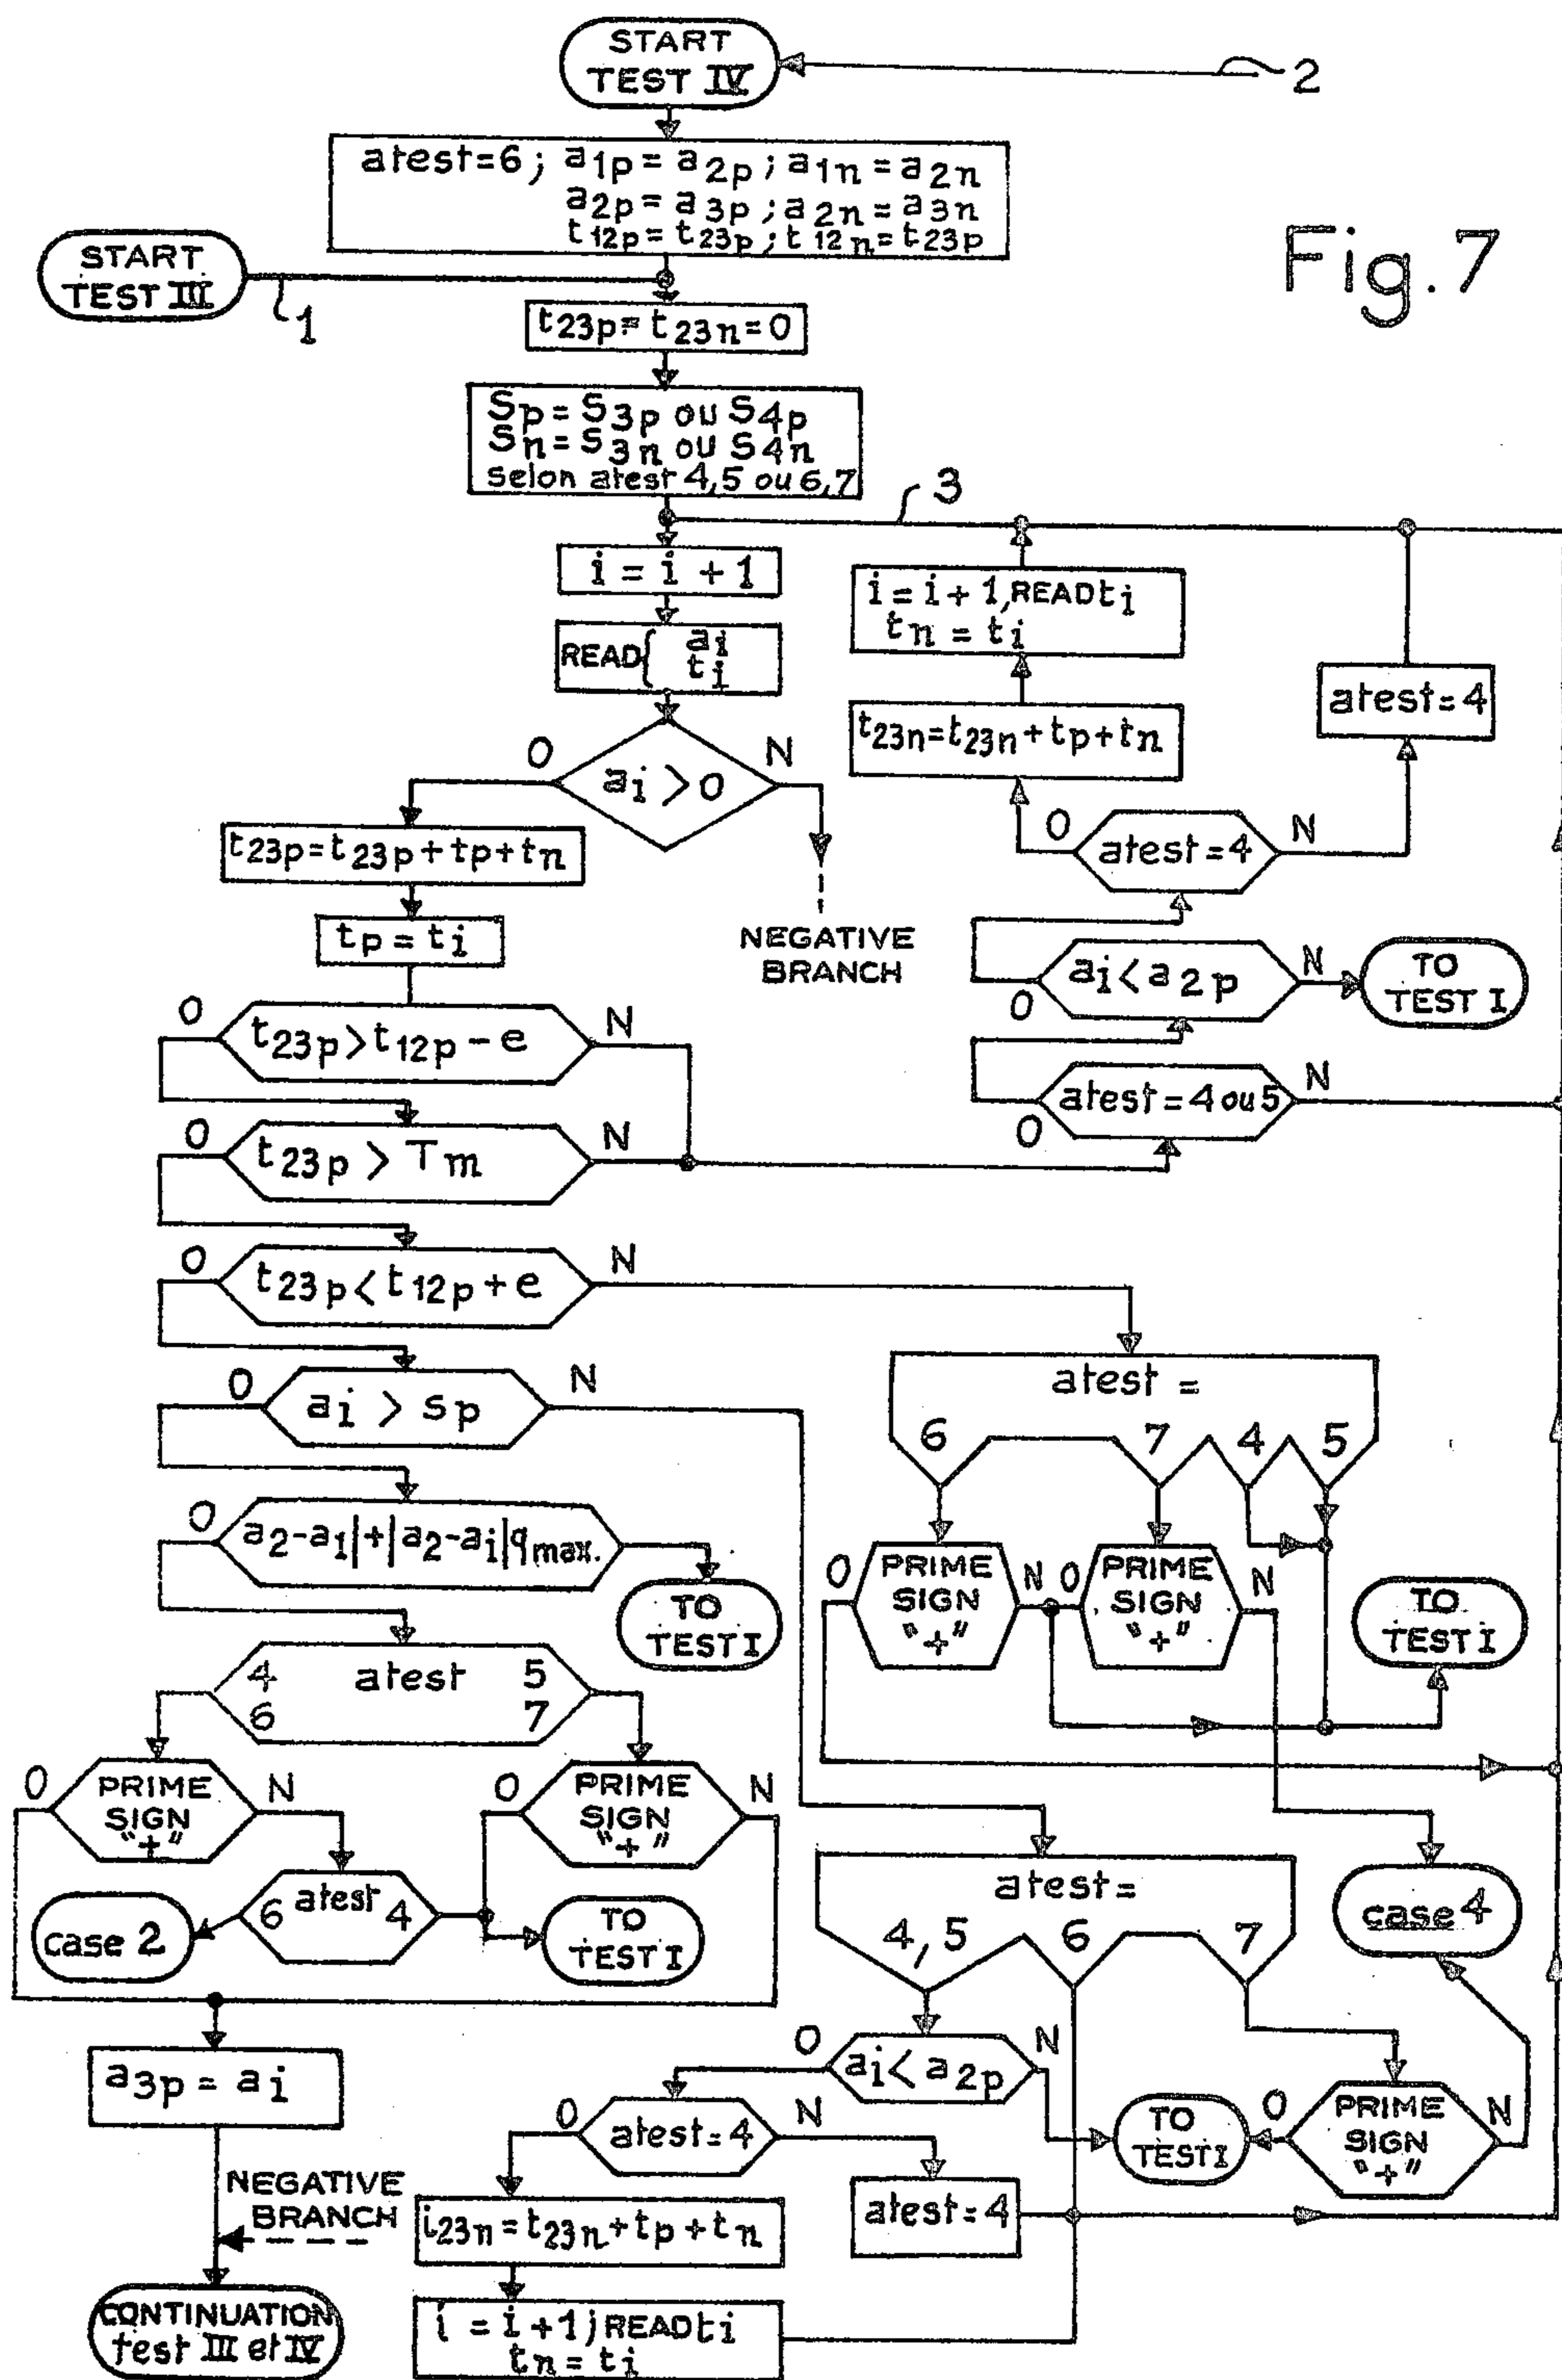 START
TEST IV
2
atest=6; a1p = a2p ; a1n = a2n
a2p = a3p ; a2n = a3n
t12p = t23p ; t12n = t23p
Fig. 7
START
TEST III
1
t23p = t23n = 0
Sp = S3p ou S4p
Sn = S3n ou S4n
selon atest 4,5 ou 6,7
3
i = i + 1
i = i + 1, READ ti
tn = ti
READ { ai
ti
atest = 4
t23n = t23n + tp + tn
O
N
ai > 0
t23p = t23p + tp + tn
O
atest = 4
N
tp = ti
NEGATIVE
BRANCH
ai < a2p
O
N
TO
TEST I
O
t23p > t12p - e
N
atest = 4 ou 5
O
N
O
t23p > Tm
N
O
t23p < t12p + e
N
atest =
6
7
4
5
O
ai > Sp
N
O
a2-a1|+|a2-ai|qmax.
TO
TEST I
O
PRIME
SIGN
"+"
N
O
PRIME
SIGN
"+"
N
TO
TEST I
4
6
atest
5
7
O
PRIME
SIGN
"+"
N
O
PRIME
SIGN
"+"
N
case 2
6
atest
4
TO
TEST I
atest =
4, 5
6
7
case 4
a3p = ai
O
ai < a2p
N
O
atest = 4
N
TO
TEST I
O
PRIME
SIGN
"+"
N
NEGATIVE
BRANCH
i23n = t23n + tp + tn
atest = 4
CONTINUATION
test III et IV
i = i + 1 ; READ ti
tn = ti